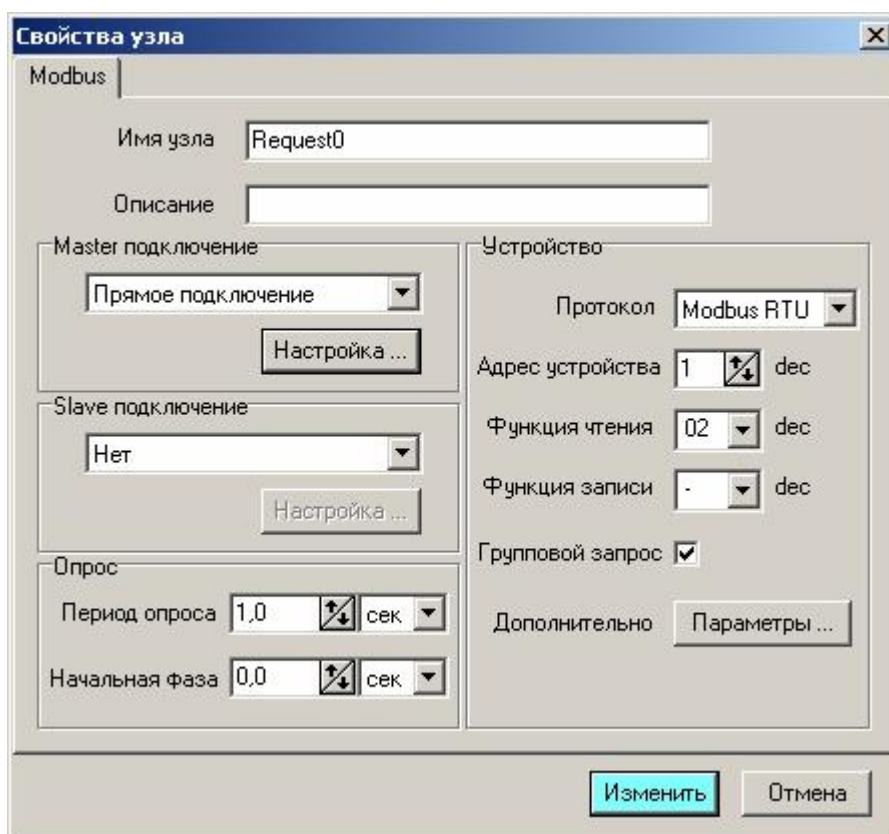 Свойства узла
Modbus
Имя узла Request0
Описание
Master подключение
Прямое подключение
Настройка ...
Slave подключение
Нет
Настройка ...
Опрос
Период опроса 1,0 сек
Начальная фаза 0,0 сек
Устройство
Протокол Modbus RTU
Адрес устройства 1 dec
Функция чтения 02 dec
Функция записи - dec
Групповой запрос
Дополнительно Параметры ...
Изменить Отмена